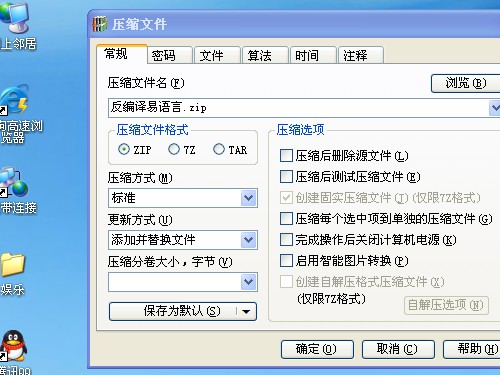 压缩文件
上邻居
常规 密码 文件 算法 时间 注释
压缩文件名(F)
浏览(B)
反编译易语言.zip
向高速浏
览器
压缩文件格式
ZIP 7Z TAR
压缩选项
压缩后删除源文件(L)
压缩后测试压缩文件(E)
创建固实压缩文件(T)(仅限7Z格式)
压缩每个选中项到单独的压缩文件(G)
完成操作后关闭计算机电源(K)
启用智能图片转换(P)
创建自解压格式压缩文件(X)
(仅限7Z格式)
自解压选项(N)
压缩方式(M)
标准
带连接
更新方式(U)
添加并替换文件
压缩分卷大小，字节(V)
娱乐
保存为默认(S)
确定(O) 取消(C) 帮助(H)
腾讯QQ